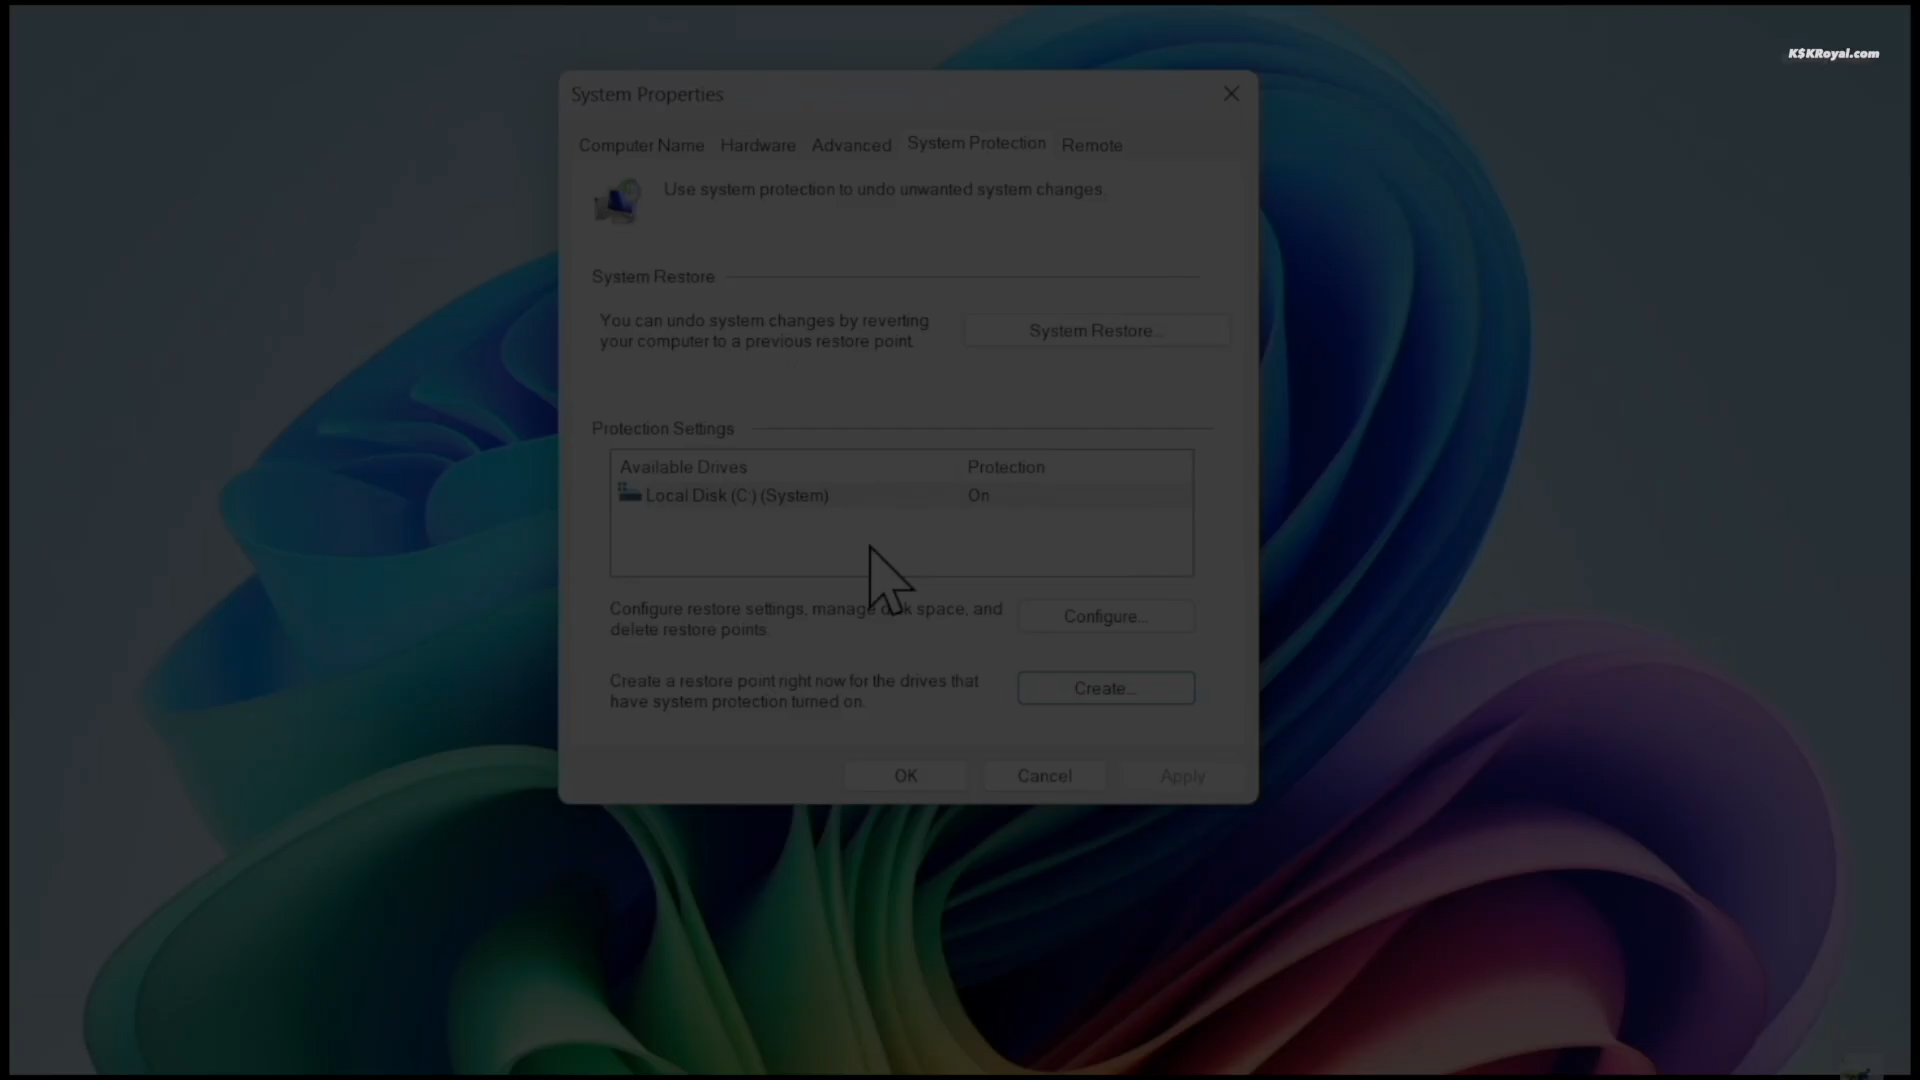 K$KRoyal.com
System Properties
Computer Name Hardware Advanced System Protection Remote
Use system protection to undo unwanted system changes.
System Restore
You can undo system changes by reverting
your computer to a previous restore point.
System Restore...
Protection Settings
Available Drives Protection
Local Disk (C:) (System) On
Configure restore settings, manage disk space, and
delete restore points.
Configure...
Create a restore point right now for the drives that
have system protection turned on.
Create...
OK Cancel Apply